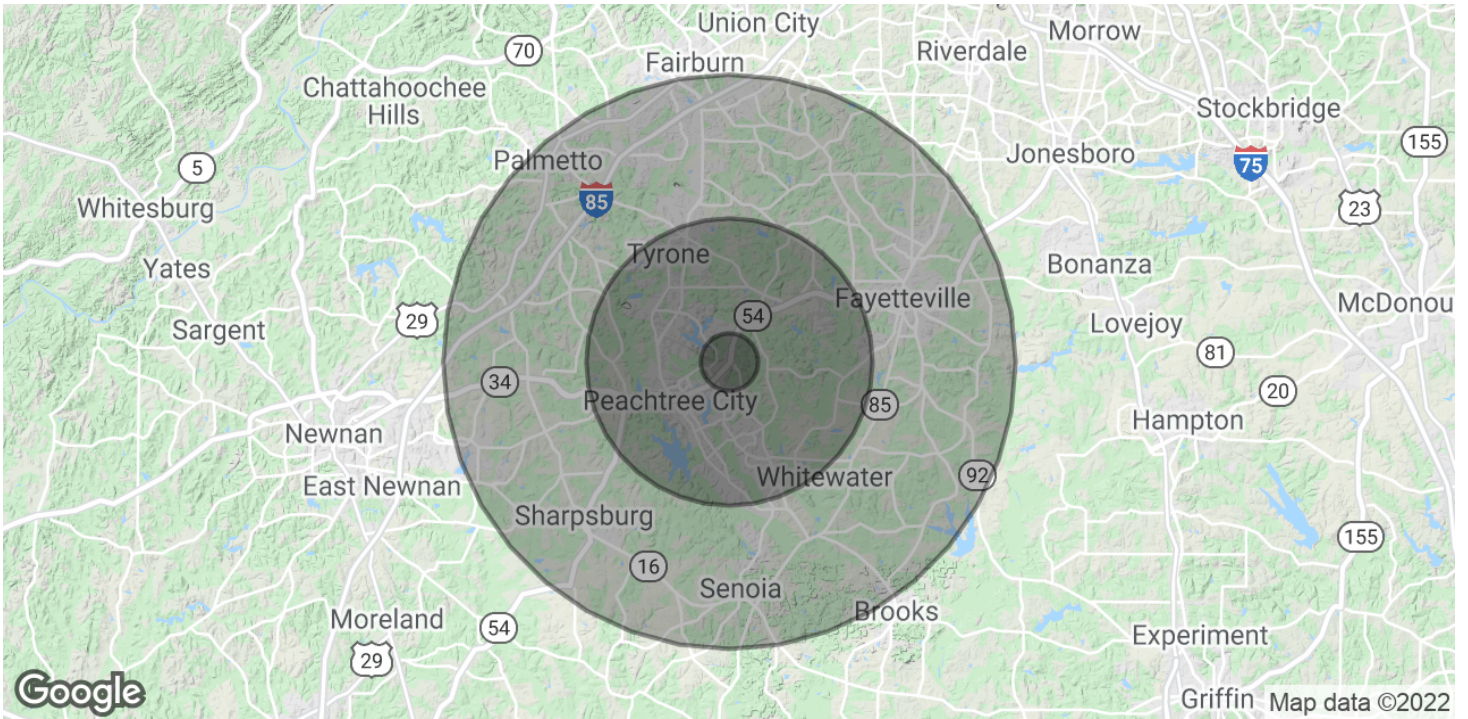 Union City
Morrow
70
Riverdale
Fairburn
Chattahoochee
Hills
Stockbridge
155
Palmetto
Jonesboro
75
5
85
Whitesburg
23
Tyrone
Bonanza
Yates
Fayetteville
McDonou
54
29
Sargent
Lovejoy
81
34
20
Peachtree City
85
Hampton
Newnan
Whitewater
92
East Newnan
Sharpsburg
155
16
Senoia
Brooks
Moreland
54
Experiment
29
Google
Griffin
Map data ©2022